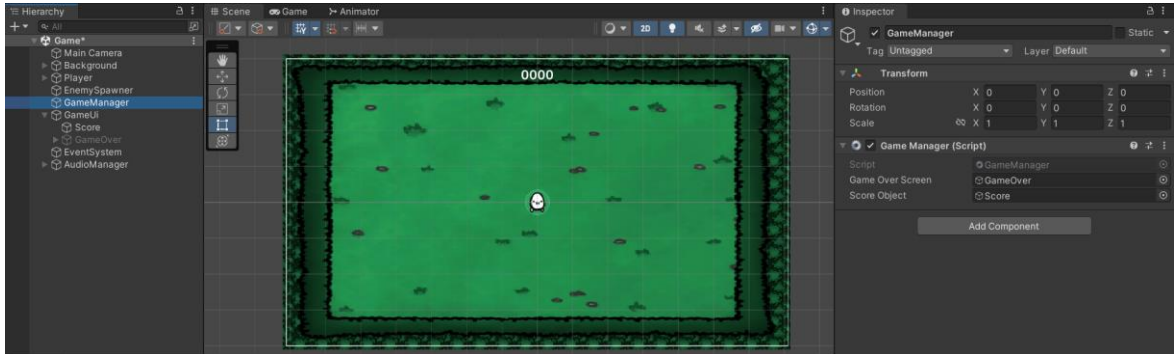 Hierarchy
All
Game*
Main Camera
Background
Player
EnemySpawner
GameManager
GameUi
Score
GameOver
EventSystem
AudioManager
Scene Game Animator
2D
0000
Inspector
GameManager Static
Tag Untagged Layer Default
Transform
Position X 0 Y 0 Z 0
Rotation X 0 Y 0 Z 0
Scale X 1 Y 1 Z 1
Game Manager (Script)
Script GameManager
Game Over Screen GameOver
Score Object Score
Add Component